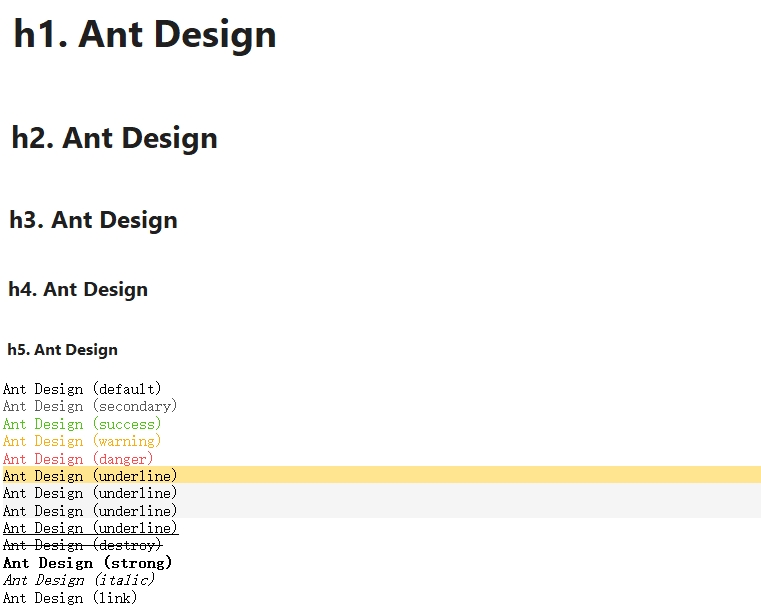 h1. Ant Design
h2. Ant Design
h3. Ant Design
h4. Ant Design
h5. Ant Design
Ant Design (default)
Ant Design (secondary)
Ant Design (success)
Ant Design (warning)
Ant Design (danger)
Ant Design (underline)
Ant Design (underline)
Ant Design (underline)
Ant Design (underline)
Ant Design (destroy)
Ant Design (strong)
Ant Design (italic)
Ant Design (link)